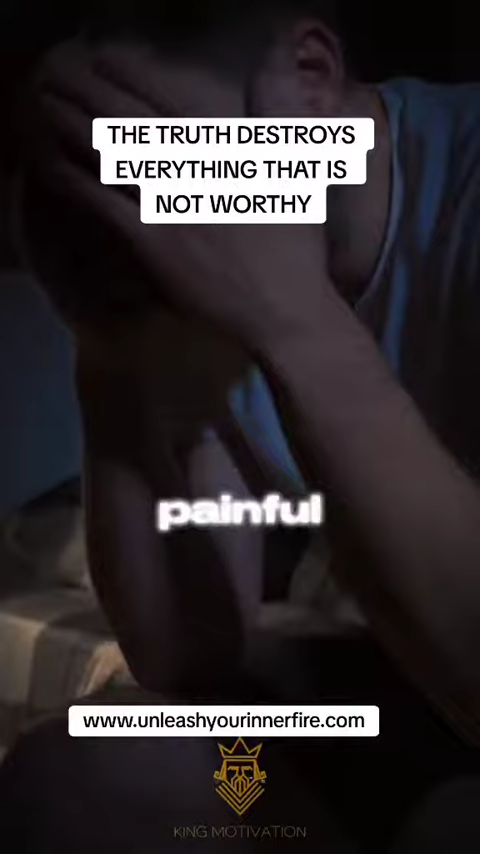 THE TRUTH DESTROYS
EVERYTHING THAT IS
NOT WORTHY
painful
www.unleashyourinnerfire.com
KING MOTIVATION